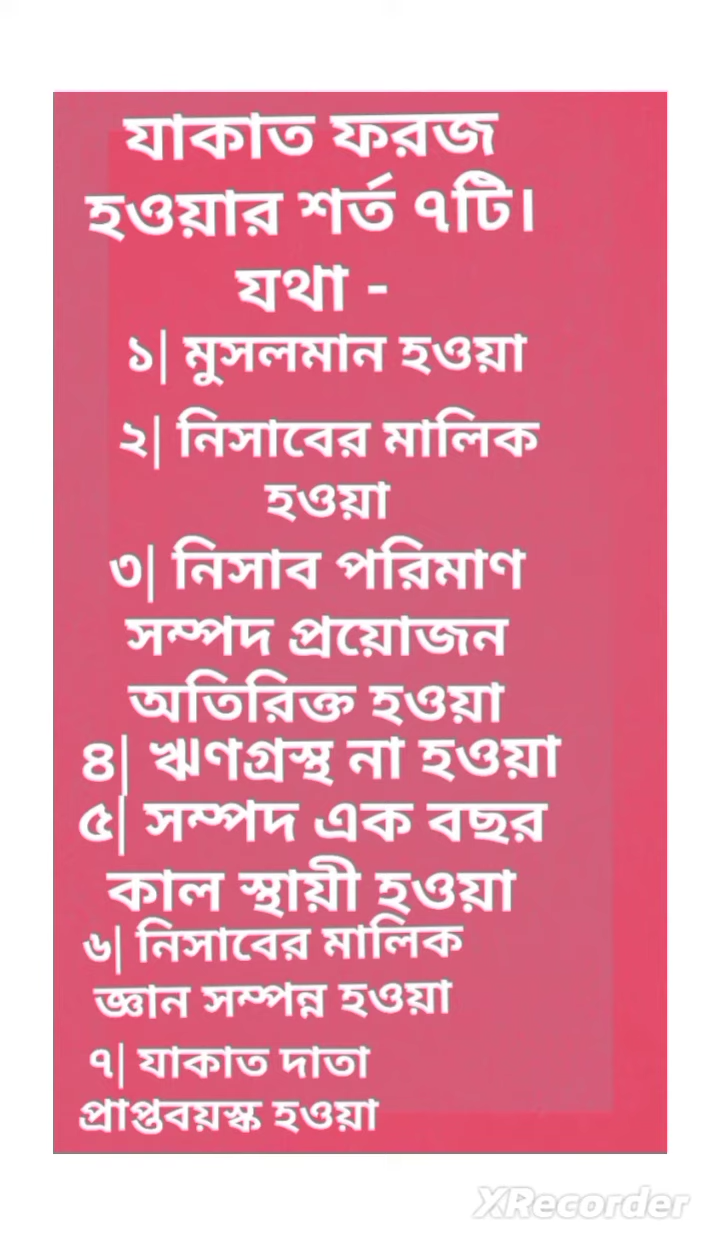 যাকাত ফরজ
হওয়ার শর্ত ৭টি।
যথা -
১| মুসলমান হওয়া
২| নিসাবের মালিক
হওয়া
৩| নিসাব পরিমাণ
সম্পদ প্রয়োজন
অতিরিক্ত হওয়া
৪| ঋণগ্রস্থ না হওয়া
৫| সম্পদ এক বছর
কাল স্থায়ী হওয়া
৬| নিসাবের মালিক
জ্ঞান সম্পন্ন হওয়া
৭| যাকাত দাতা
প্রাপ্তবয়স্ক হওয়া
XRecorder